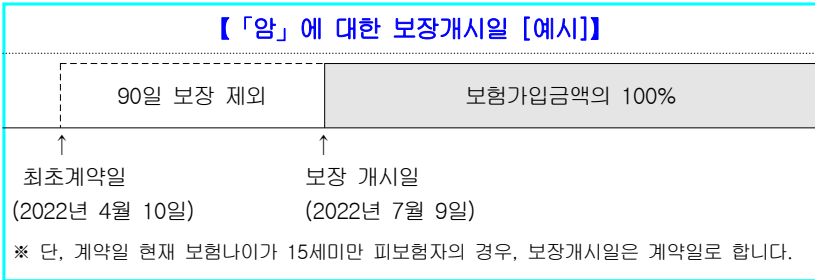 【「암」에 대한 보장개시일 [예시]】
90일 보장 제외 보험가입금액의 100%
↑ ↑
최초계약일 보장 개시일
(2022년 4월 10일) (2022년 7월 9일)
※ 단, 계약일 현재 보험나이가 15세미만 피보험자의 경우, 보장개시일은 계약일로 합니다.